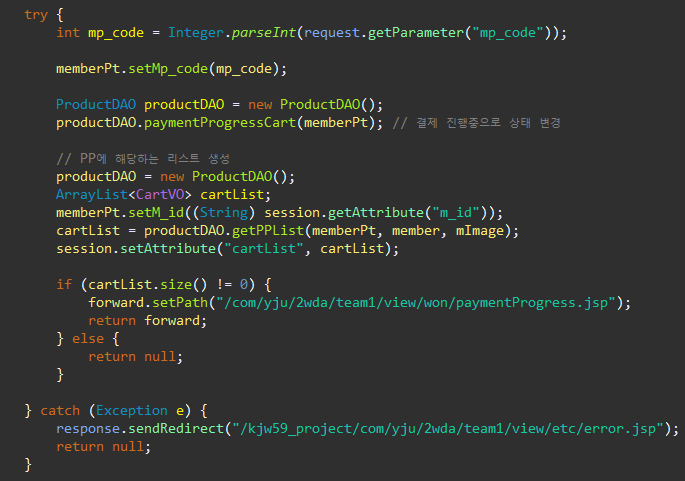 try {
int mp_code = Integer.parseInt(request.getParameter("mp_code"));
memberPt.setMp_code(mp_code);
ProductDAO productDAO = new ProductDAO();
productDAO.paymentProgressCart(memberPt); // 결제 진행중으로 상태 변경
// PP에 해당하는 리스트 생성
productDAO = new ProductDAO();
ArrayList<CartVO> cartList;
memberPt.setM_id((String) session.getAttribute("m_id"));
cartList = productDAO.getPPList(memberPt, member, mImage);
session.setAttribute("cartList", cartList);
if (cartList.size() != 0) {
forward.setPath("/com/yju/2wda/team1/view/won/paymentProgress.jsp");
return forward;
} else {
return null;
}
} catch (Exception e) {
response.sendRedirect("/kjw59_project/com/yju/2wda/team1/view/etc/error.jsp");
return null;
}